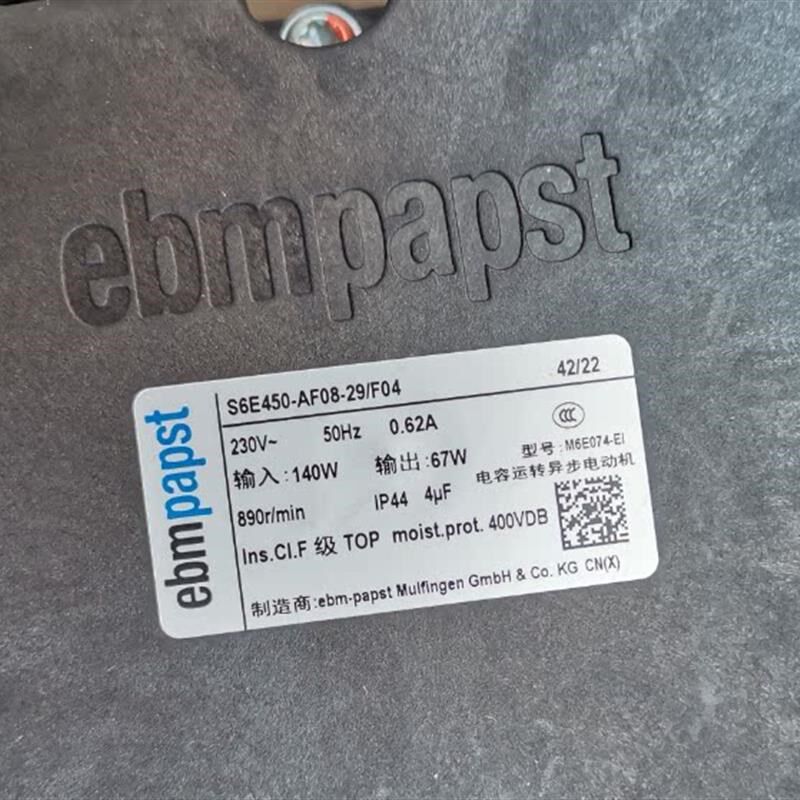 ebmpapst
ebmpapst
S6E450-AF08-29/F04 42/22
230V~ 50Hz 0.62A
输入:140W 输出:67W 型号:M6E074-EI
890r/min IP44 4µF 电容运转异步电动机
Ins.Cl.F 级 TOP moist.prot. 400VDB
制造商:ebm-papst Mulfingen GmbH & Co. KG CN(X)